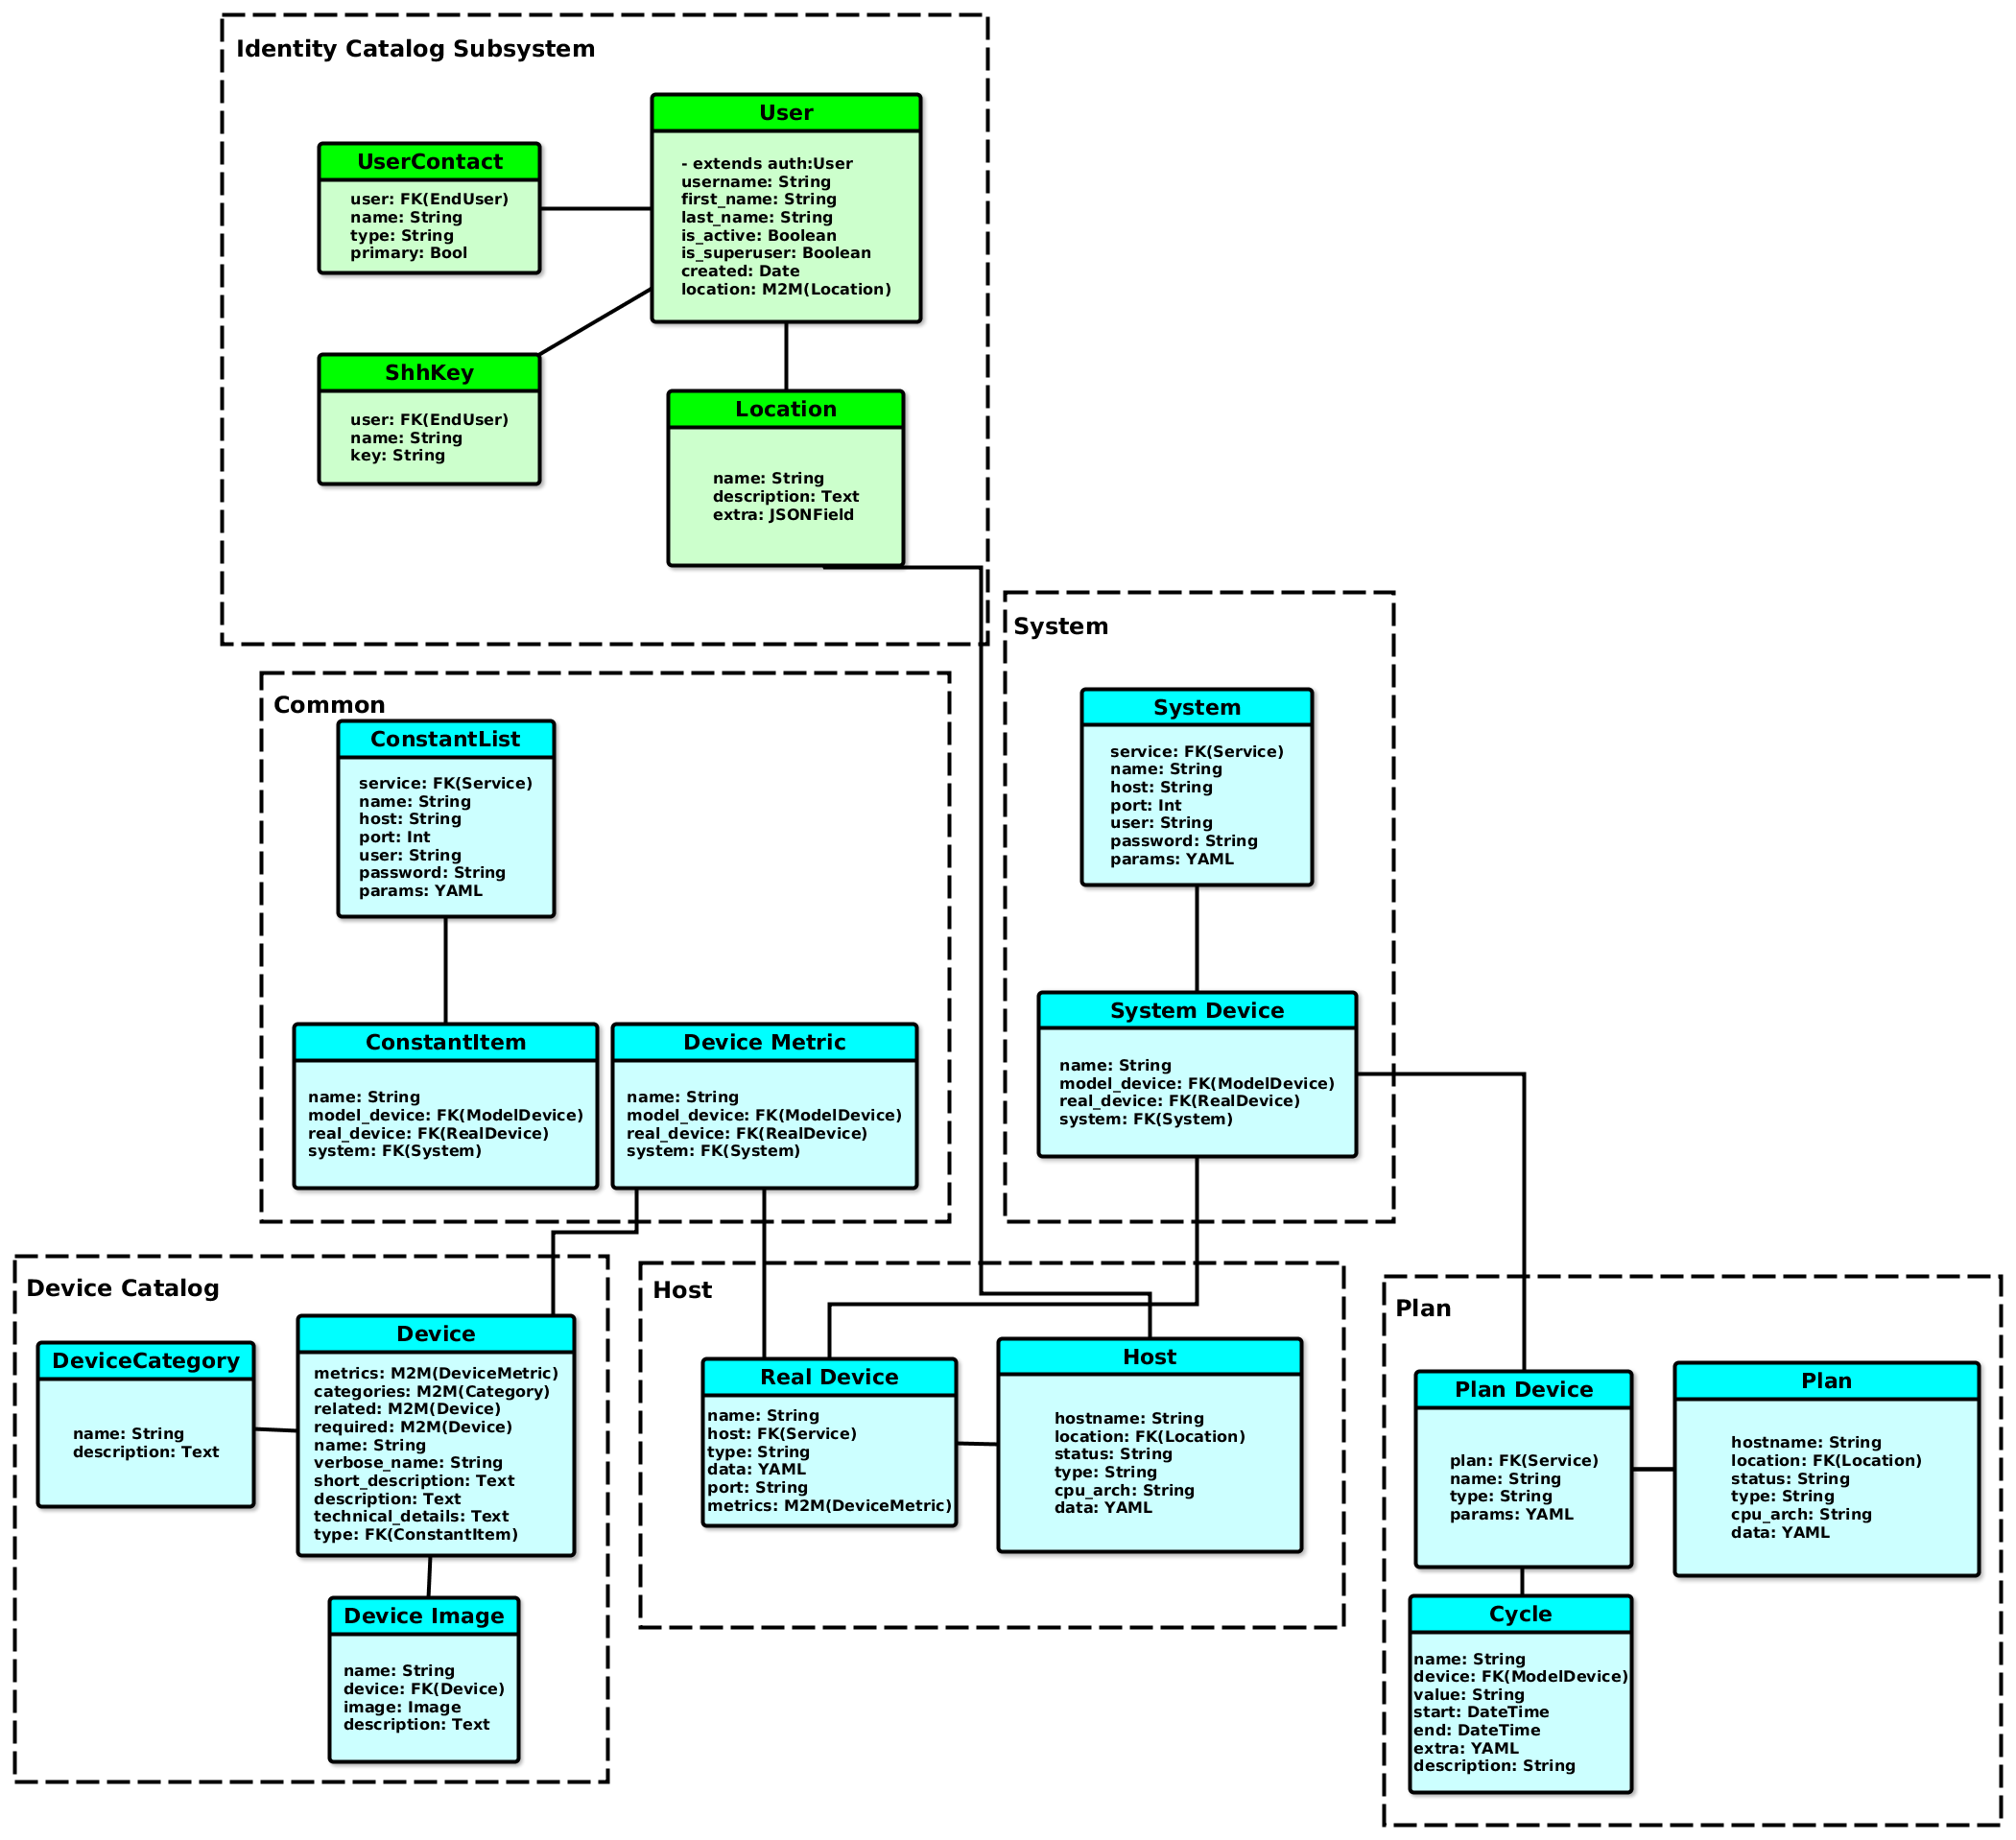 Identity Catalog Subsystem
User
- extends auth:User
username: String
first_name: String
last_name: String
is_active: Boolean
is_superuser: Boolean
created: Date
location: M2M(Location)
UserContact
user: FK(EndUser)
name: String
type: String
primary: Bool
ShhKey
user: FK(EndUser)
name: String
key: String
Location
name: String
description: Text
extra: JSONField
System
System
service: FK(Service)
name: String
host: String
port: Int
user: String
password: String
params: YAML
System Device
name: String
model_device: FK(ModelDevice)
real_device: FK(RealDevice)
system: FK(System)
Common
ConstantList
service: FK(Service)
name: String
host: String
port: Int
user: String
password: String
params: YAML
ConstantItem
name: String
model_device: FK(ModelDevice)
real_device: FK(RealDevice)
system: FK(System)
Device Metric
name: String
model_device: FK(ModelDevice)
real_device: FK(RealDevice)
system: FK(System)
Device Catalog
DeviceCategory
name: String
description: Text
Device
metrics: M2M(DeviceMetric)
categories: M2M(Category)
related: M2M(Device)
required: M2M(Device)
name: String
verbose_name: String
short_description: Text
description: Text
technical_details: Text
type: FK(ConstantItem)
Device Image
name: String
device: FK(Device)
image: Image
description: Text
Host
Real Device
name: String
host: FK(Service)
type: String
data: YAML
port: String
metrics: M2M(DeviceMetric)
Host
hostname: String
location: FK(Location)
status: String
type: String
cpu_arch: String
data: YAML
Plan
Plan Device
plan: FK(Service)
name: String
type: String
params: YAML
Plan
hostname: String
location: FK(Location)
status: String
type: String
cpu_arch: String
data: YAML
Cycle
name: String
device: FK(ModelDevice)
value: String
start: DateTime
end: DateTime
extra: YAML
description: String